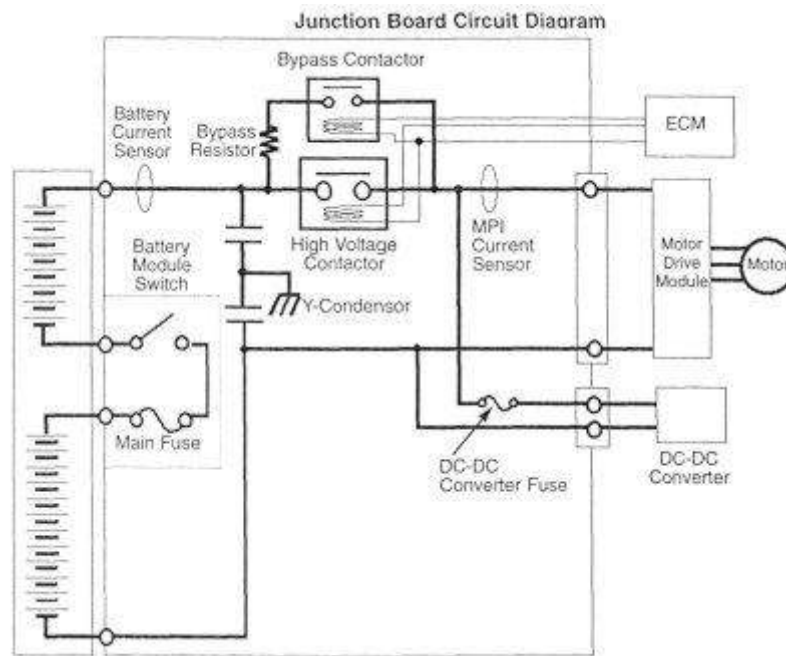 Junction Board Circuit Diagram
Bypass Contactor
Battery
Current
Sensor
Bypass
Resistor
ECM
Battery
Module
Switch
High Voltage
Contactor
MPI
Current
Sensor
Motor
Drive
Module
Motor
Y-Condensor
Main Fuse
DC-DC
Converter Fuse
DC-DC
Converter